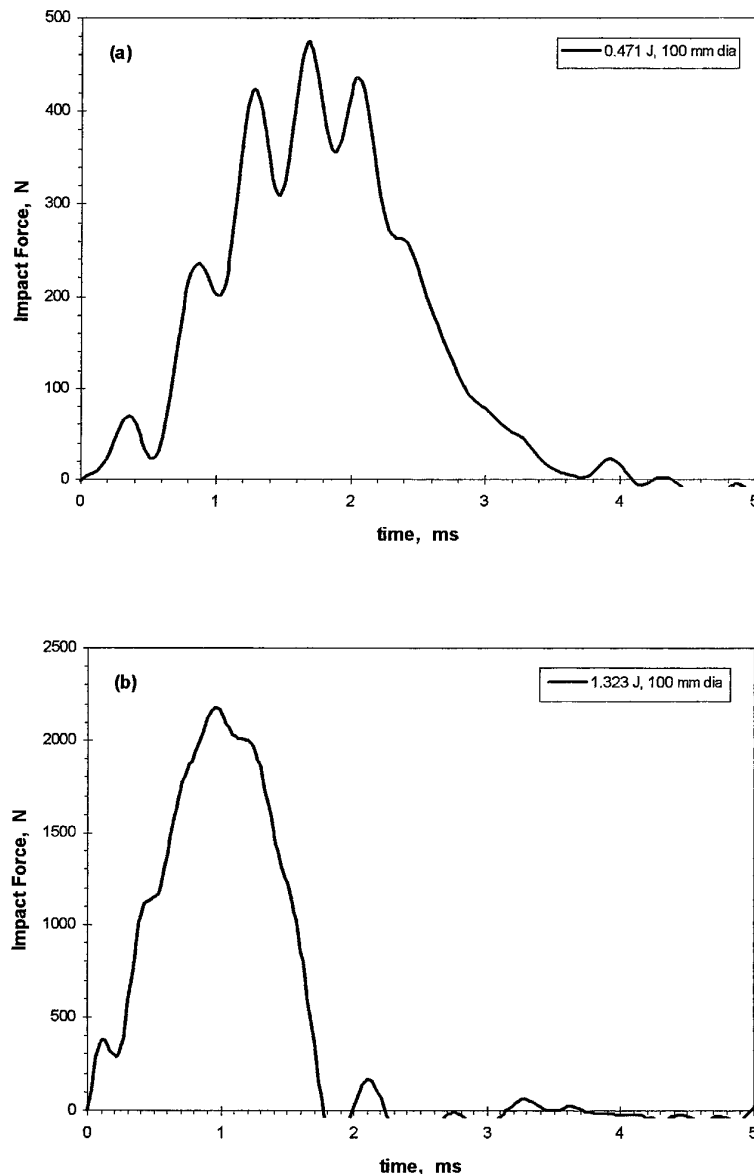 500
(a)
0.471 J, 100 mm dia
400
300
200
100
0
Impact Force, N
0 1 2 3 4 5
time, ms
2500
(b)
1.323 J, 100 mm dia
2000
1500
1000
500
0
Impact Force, N
0 1 2 3 4 5
time, ms